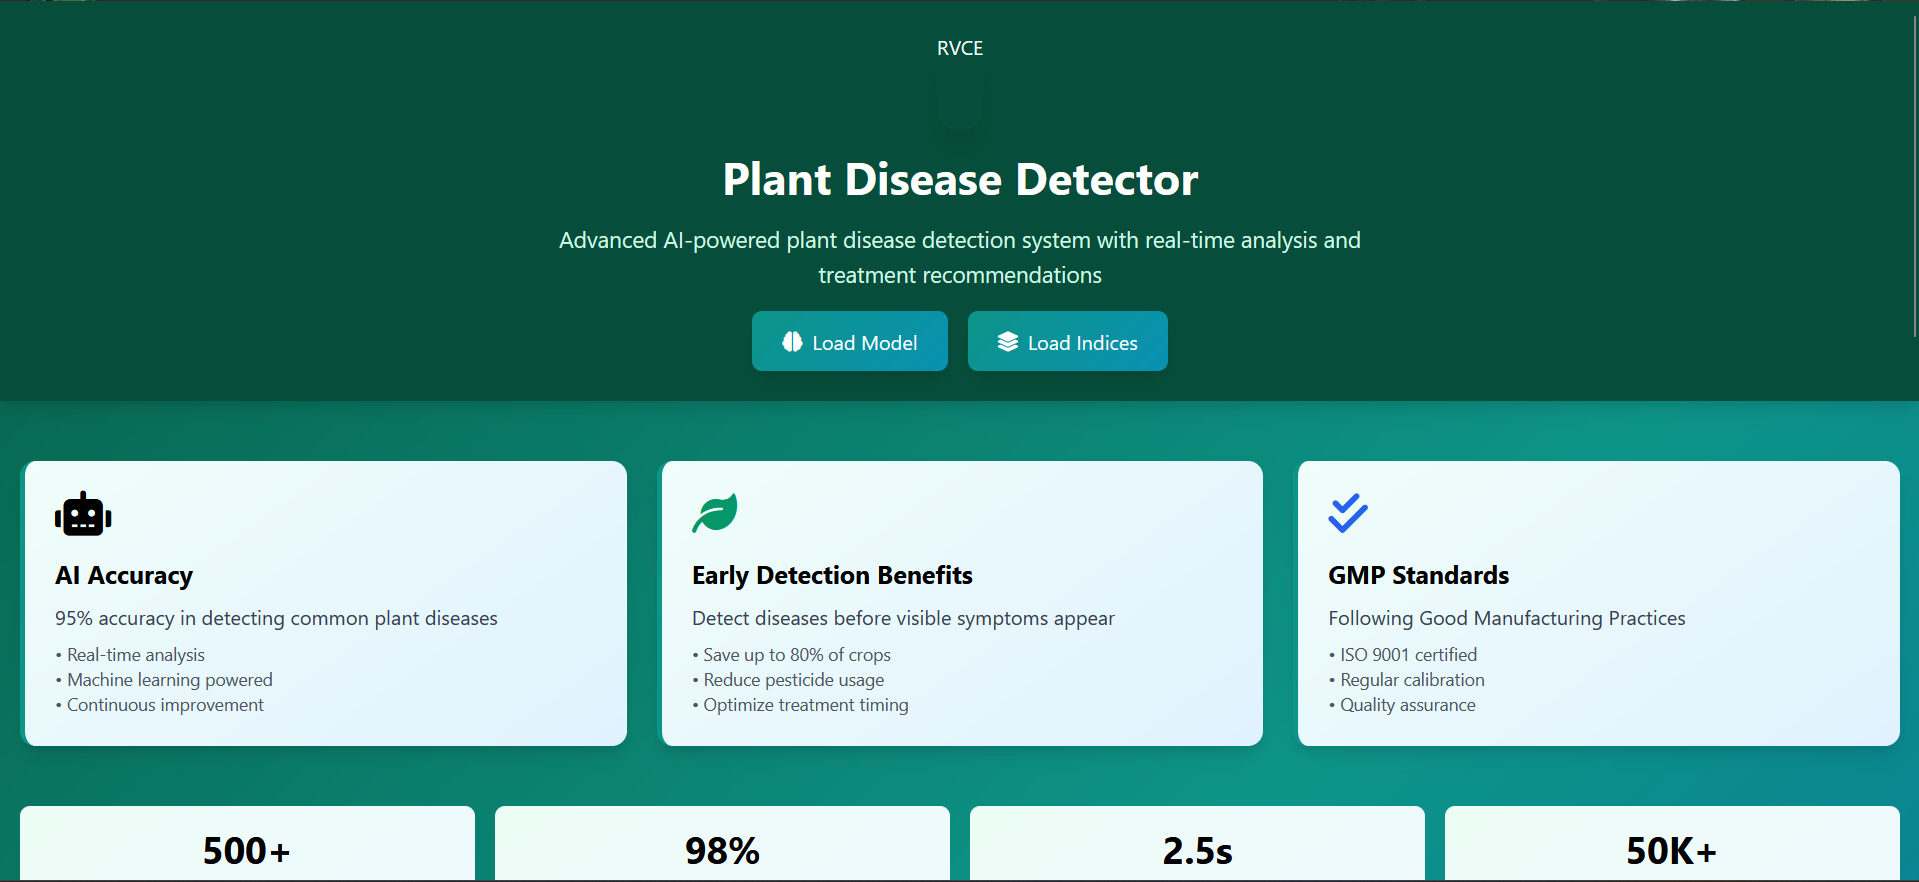 RVCE
Plant Disease Detector
Advanced AI-powered plant disease detection system with real-time analysis and
treatment recommendations
Load Model
Load Indices
AI Accuracy
95% accuracy in detecting common plant diseases
• Real-time analysis
• Machine learning powered
• Continuous improvement
Early Detection Benefits
Detect diseases before visible symptoms appear
• Save up to 80% of crops
• Reduce pesticide usage
• Optimize treatment timing
GMP Standards
Following Good Manufacturing Practices
• ISO 9001 certified
• Regular calibration
• Quality assurance
500+
98%
2.5s
50K+